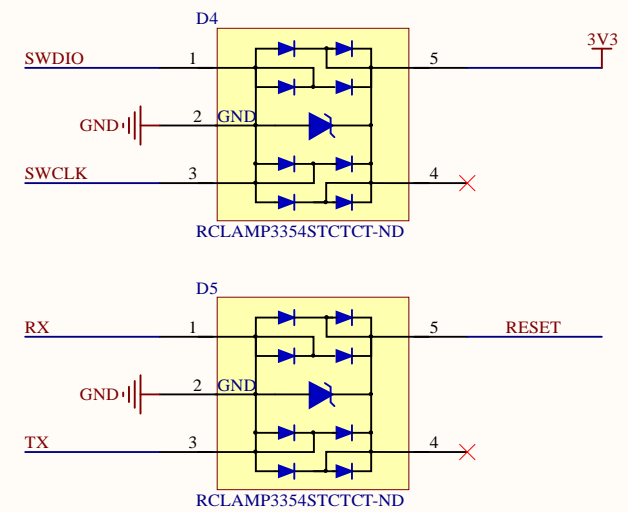 D4
3V3
SWDIO 1 5
GND 2 GND
SWCLK 3 4
RCLAMP3354STCTCT-ND
D5
RX 1 5 RESET
GND 2 GND
TX 3 4
RCLAMP3354STCTCT-ND